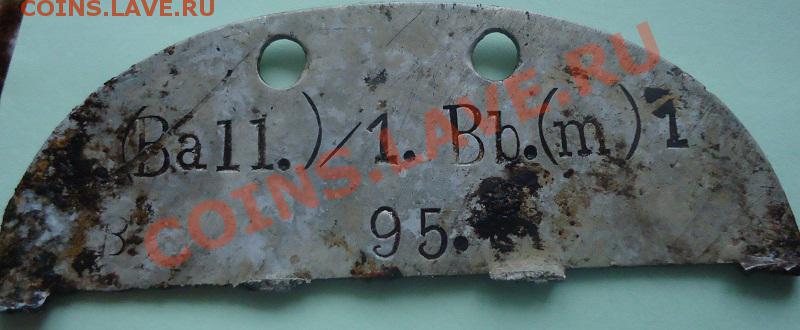 COINS.LAVE.RU
.(Ball.)/1. Bb.(m) 1
B 95.
COINS.LAVE.RU